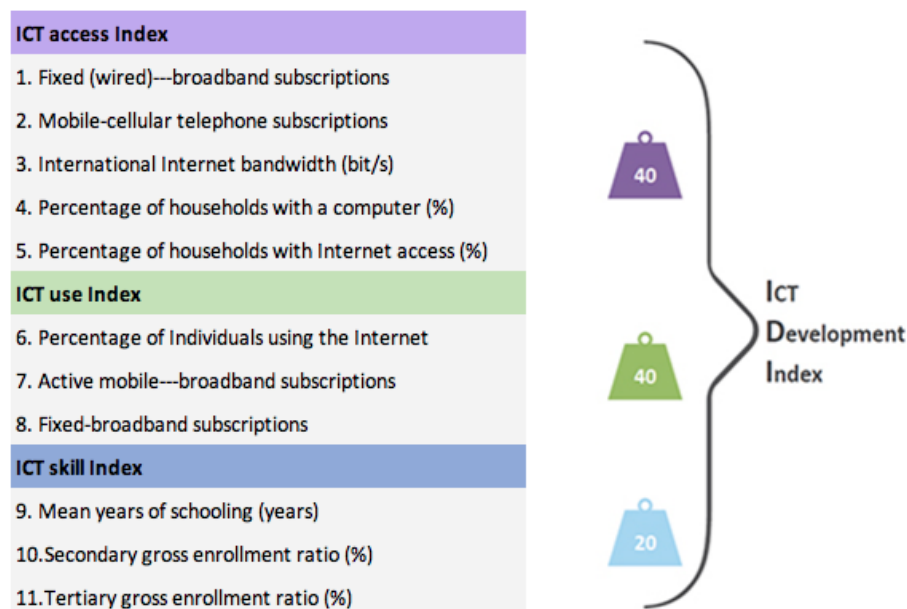 ICT access Index
1. Fixed (wired)---broadband subscriptions
2. Mobile-cellular telephone subscriptions
3. International Internet bandwidth (bit/s)
4. Percentage of households with a computer (%)
5. Percentage of households with Internet access (%)
40
ICT use Index
6. Percentage of Individuals using the Internet
7. Active mobile---broadband subscriptions
8. Fixed-broadband subscriptions
40
ICT skill Index
9. Mean years of schooling (years)
10.Secondary gross enrollment ratio (%)
11.Tertiary gross enrollment ratio (%)
20
ICT
Development
Index